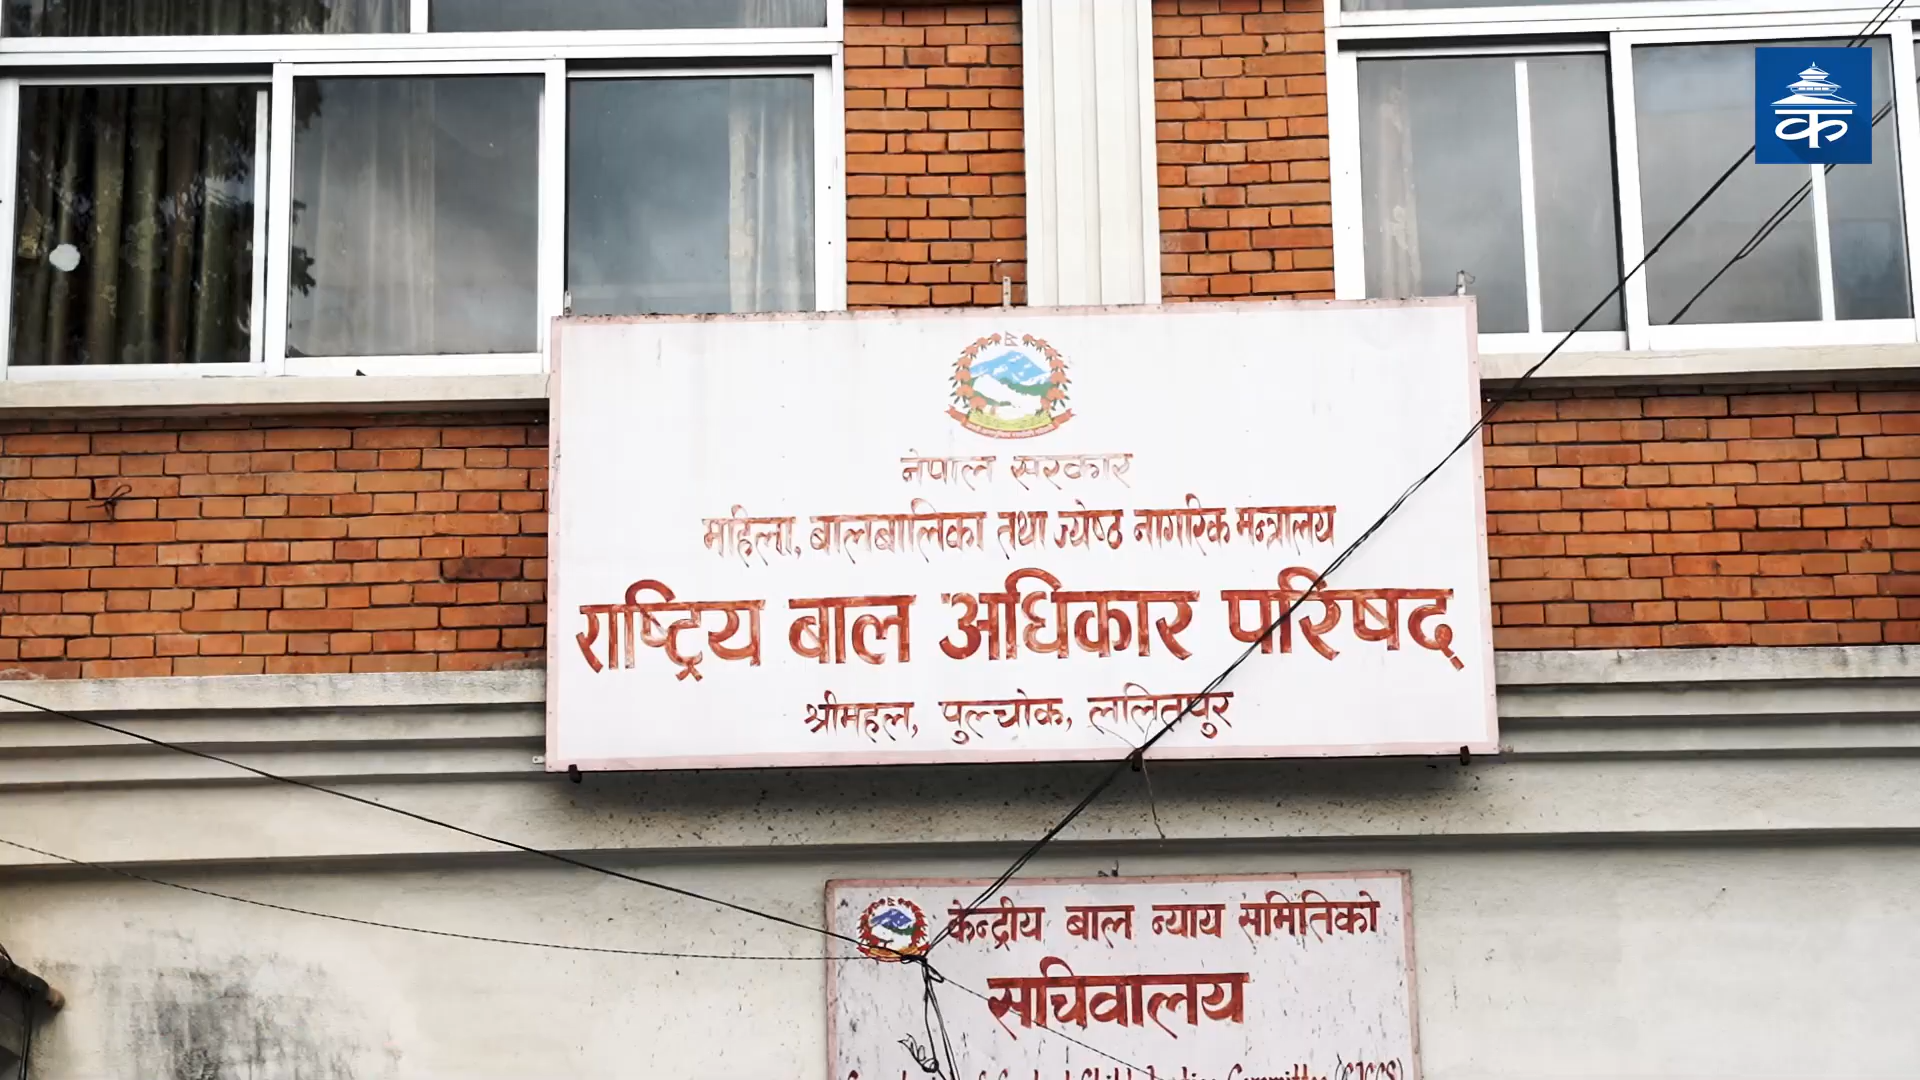 क
नेपाल सरकार
महिला, बालबालिका तथा ज्येष्ठ नागरिक मन्त्रालय
राष्ट्रिय बाल अधिकार परिषद्
श्रीमहल, पुल्चोक, ललितपुर
केन्द्रीय बाल न्याय समितिको
सचिवालय